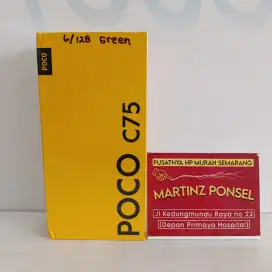 6/128 Green
POCO
POCO C75
PUSATNYA HP MURAH SEMARANG
MARTINZ PONSEL
Jl Kedungmundu Raya no 22
(Depan Primaya Hospital)